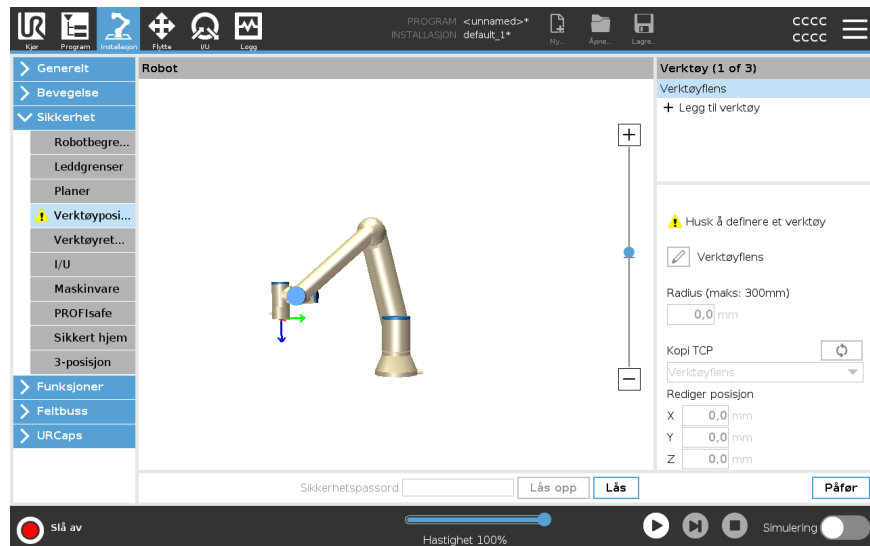 PROGRAM <unnamed>*
INSTALLASJON default_1*
Kjør Program Installasjon Flytte I/U Logg Ny... Åpne... Lagre...
cccc
cccc
Generelt
Bevegelse
Sikkerhet
Robotbegre...
Leddgrenser
Planer
Verktøyposi...
Verktøyret...
I/U
Maskinvare
PROFIsafe
Sikkert hjem
3-posisjon
Funksjoner
Feltbuss
URCaps
Robot
Verktøy (1 of 3)
Verktøyflens
+ Legg til verktøy
Husk å definere et verktøy
Verktøyflens
Radius (maks: 300mm)
0,0 mm
Kopi TCP
Verktøyflens
Rediger posisjon
X 0,0 mm
Y 0,0 mm
Z 0,0 mm
Sikkerhetspassord Lås opp Lås Påfør
Slå av
Hastighet 100%
Simulering